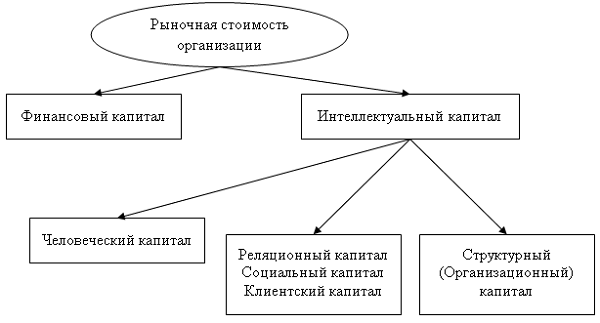 Рыночная стоимость
организации
Финансовый капитал
Интеллектуальный капитал
Человеческий капитал
Реляционный капитал
Социальный капитал
Клиентский капитал
Структурный
(Организационный)
капитал